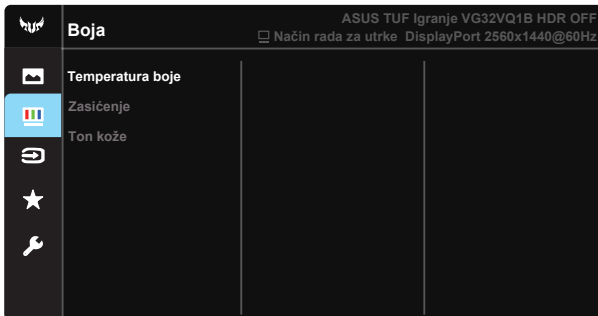 Boja
ASUS TUF Igranje VG32VQ1B HDR OFF
Način rada za utrke DisplayPort 2560x1440@60Hz
Temperatura boje
Zasićenje
Ton kože